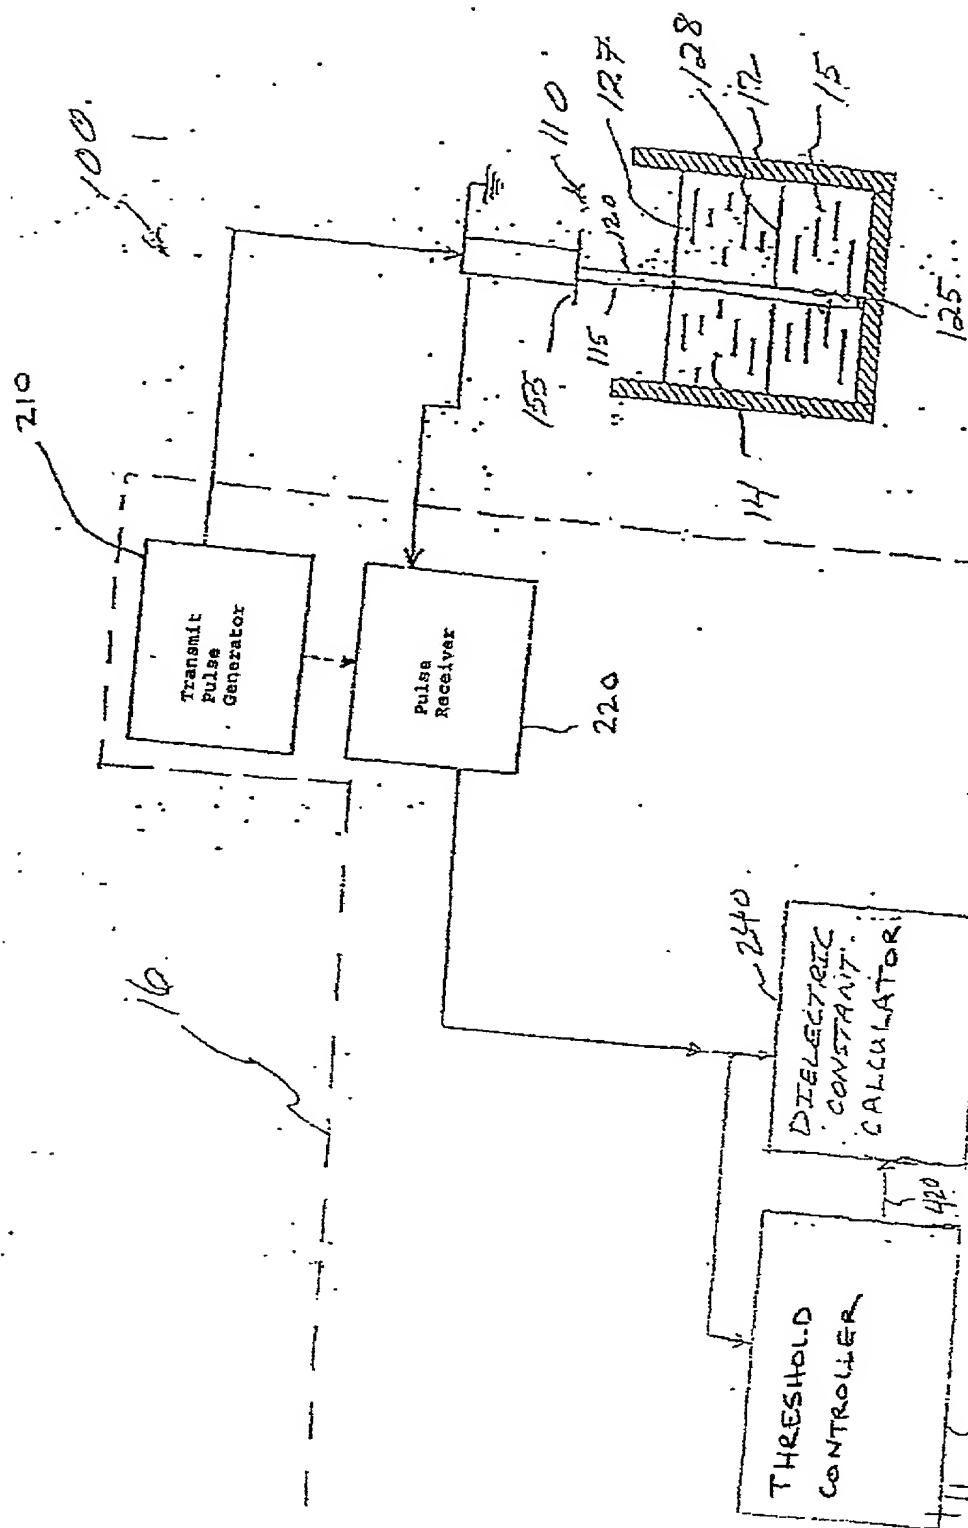 100.
210
Transmit
Pulse
Generator
Pulse
Receiver
220
16
155
110
115
120
127
128
12
15
14
125
240
DIELECTRIC
CONSTANT
CALCULATOR
420
THRESHOLD
CONTROLLER